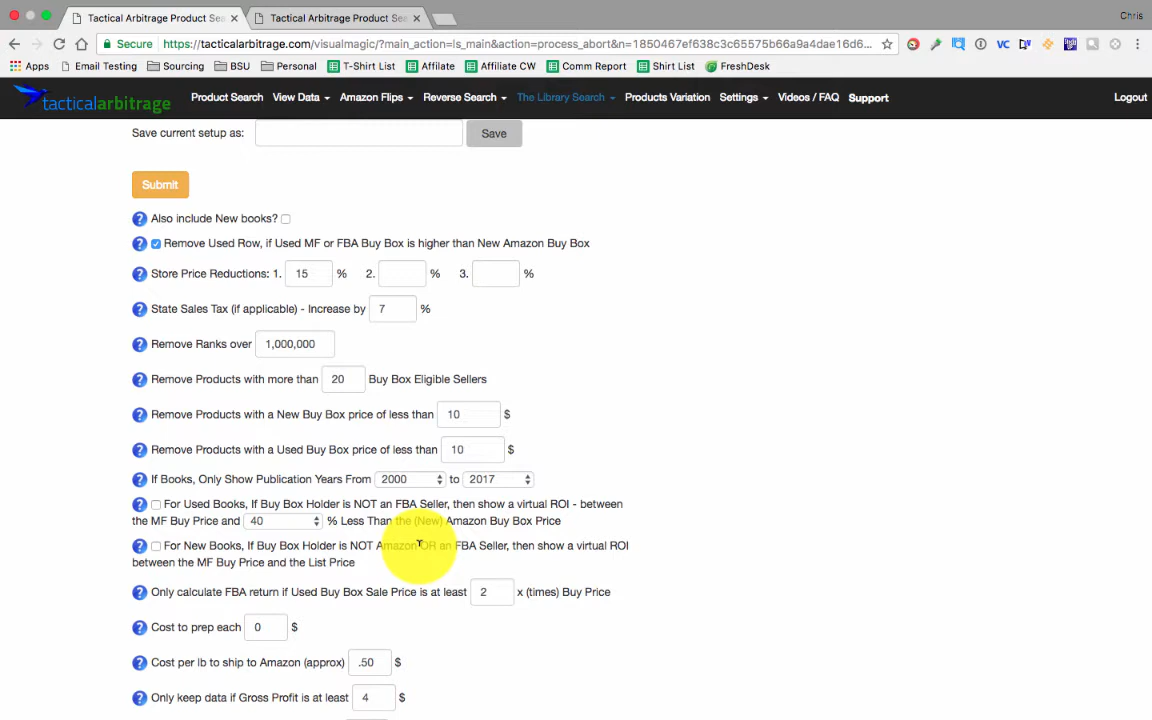 Tactical Arbitrage Product Sea
Tactical Arbitrage Product Sea
Chris
Secure
https://tacticalarbitrage.com/visualmagic/?main_action=ls_main&action=process_abort&n=1850467ef638c3c65575b66a9a4dae16d6...
Apps Email Testing Sourcing BSU Personal T-Shirt List Affilate Affiliate CW Comm Report Shirt List FreshDesk
tacticalarbitrage Product Search View Data Amazon Flips Reverse Search The Library Search Products Variation Settings Videos / FAQ Support Logout
Save current setup as: Save
Submit
Also include New books?
Remove Used Row, if Used MF or FBA Buy Box is higher than New Amazon Buy Box
Store Price Reductions: 1. 15 % 2. % 3. %
State Sales Tax (if applicable) - Increase by 7 %
Remove Ranks over 1,000,000
Remove Products with more than 20 Buy Box Eligible Sellers
Remove Products with a New Buy Box price of less than 10 $
Remove Products with a Used Buy Box price of less than 10 $
If Books, Only Show Publication Years From 2000 to 2017
For Used Books, If Buy Box Holder is NOT an FBA Seller, then show a virtual ROI - between
the MF Buy Price and 40 % Less Than the (New) Amazon Buy Box Price
For New Books, If Buy Box Holder is NOT Amazon OR an FBA Seller, then show a virtual ROI
between the MF Buy Price and the List Price
Only calculate FBA return if Used Buy Box Sale Price is at least 2 x (times) Buy Price
Cost to prep each 0 $
Cost per lb to ship to Amazon (approx) .50 $
Only keep data if Gross Profit is at least 4 $